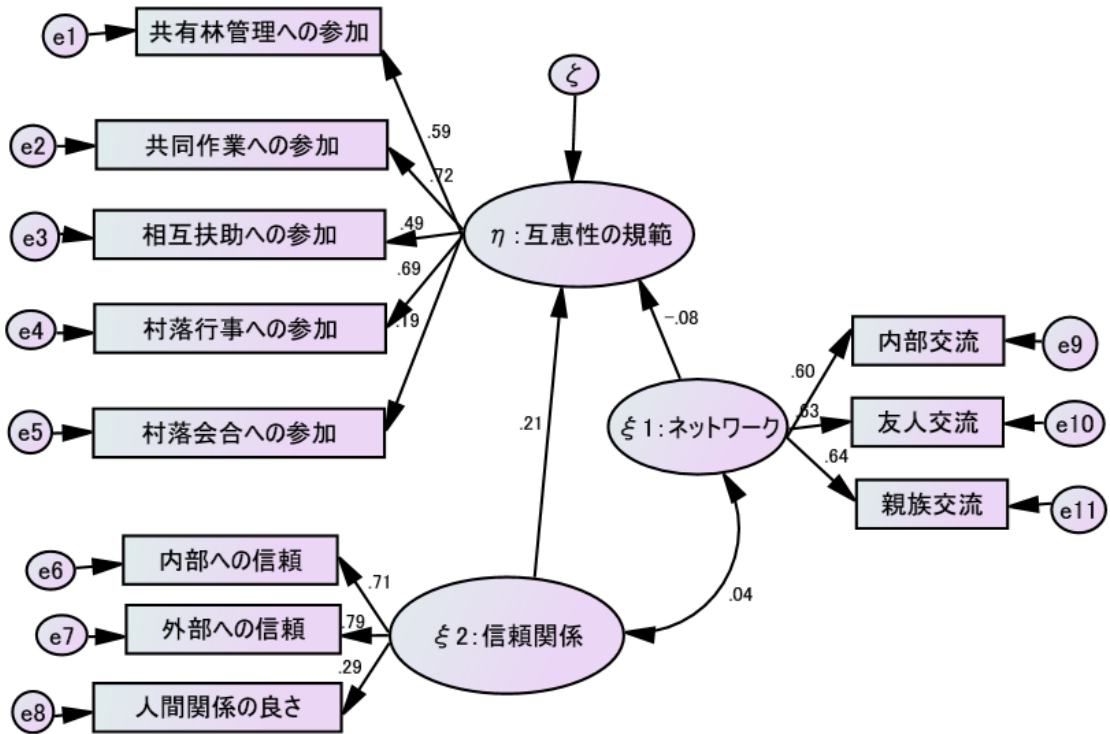 e1
共有林管理への参加
ζ
.59
e2
共同作業への参加
.72
e3
相互扶助への参加
.49
η:互恵性の規範
.69
e4
村落行事への参加
.19
-.08
内部交流
e9
.60
e5
村落会合への参加
.21
ξ1:ネットワーク
.63
友人交流
e10
.64
親族交流
e11
e6
内部への信頼
.71
.04
e7
外部への信頼
.79
ξ2:信頼関係
.29
e8
人間関係の良さ